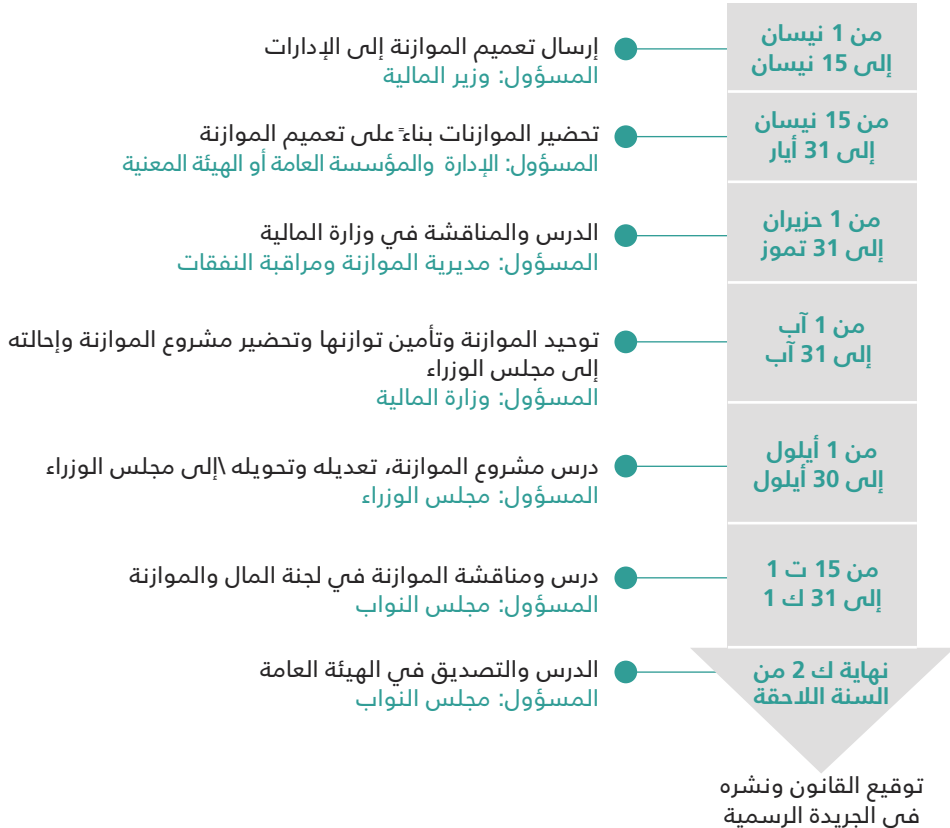 من 1 نيسان
إلى 15 نيسان
إرسال تعميم الموازنة إلى الإدارات
المسؤول: وزير المالية
من 15 نيسان
إلى 31 أيار
تحضير الموازنات بناءً على تعميم الموازنة
المسؤول: الإدارة والمؤسسة العامة أو الهيئة المعنية
من 1 حزيران
إلى 31 تموز
الدرس والمناقشة في وزارة المالية
المسؤول: مديرية الموازنة ومراقبة النفقات
من 1 آب
إلى 31 آب
توحيد الموازنة وتأمين توازنها وتحضير مشروع الموازنة وإحالته
إلى مجلس الوزراء
المسؤول: وزارة المالية
من 1 أيلول
إلى 30 أيلول
درس مشروع الموازنة، تعديله وتحويله \إلى مجلس الوزراء
المسؤول: مجلس الوزراء
من 15 ت 1
إلى 31 ك 1
درس ومناقشة الموازنة في لجنة المال والموازنة
المسؤول: مجلس النواب
نهاية ك 2 من
السنة اللاحقة
الدرس والتصديق في الهيئة العامة
المسؤول: مجلس النواب
توقيع القانون ونشره
في الجريدة الرسمية